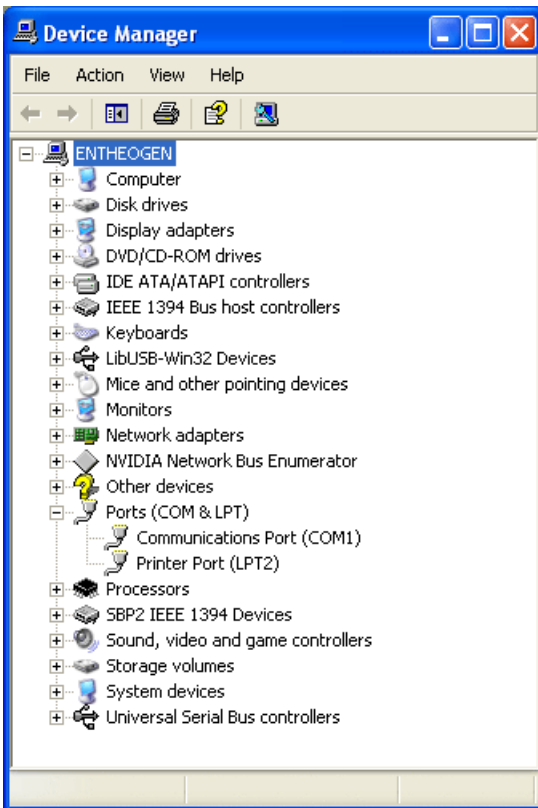 Device Manager
File Action View Help
ENTHEOGEN
Computer
Disk drives
Display adapters
DVD/CD-ROM drives
IDE ATA/ATAPI controllers
IEEE 1394 Bus host controllers
Keyboards
LibUSB-Win32 Devices
Mice and other pointing devices
Monitors
Network adapters
NVIDIA Network Bus Enumerator
Other devices
Ports (COM & LPT)
Communications Port (COM1)
Printer Port (LPT2)
Processors
SBP2 IEEE 1394 Devices
Sound, video and game controllers
Storage volumes
System devices
Universal Serial Bus controllers